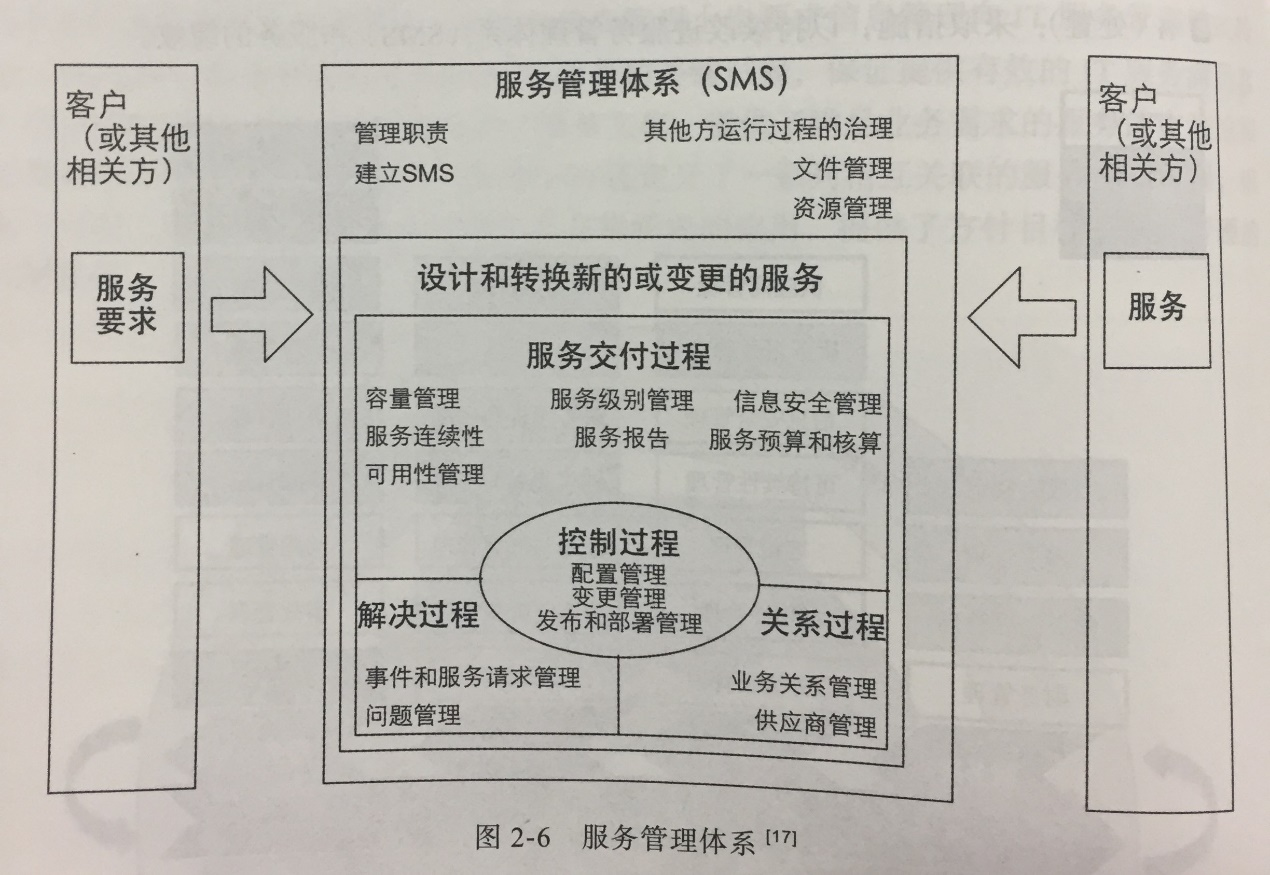 服务管理体系（SMS）
客户
（或其他
相关方）
服务
要求
管理职责
建立SMS
其他方运行过程的治理
文件管理
资源管理
设计和转换新的或变更的服务
服务交付过程
容量管理
服务级别管理
信息安全管理
服务连续性
服务报告
服务预算和核算
可用性管理
控制过程
配置管理
变更管理
发布和部署管理
解决过程
事件和服务请求管理
问题管理
关系过程
业务关系管理
供应商管理
客户
（或其他
相关方）
服务
图 2-6 服务管理体系[17]